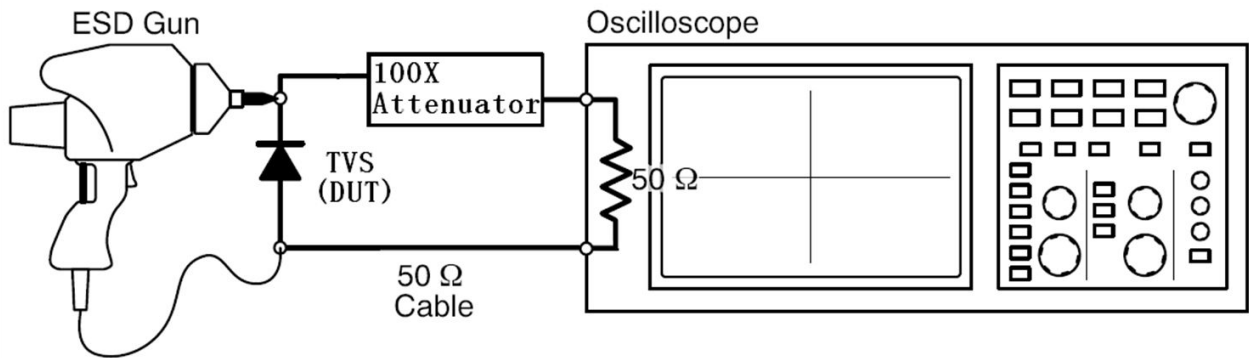 ESD Gun
Oscilloscope
100X
Attenuator
TVS
(DUT)
50 Ω
50 Ω
Cable